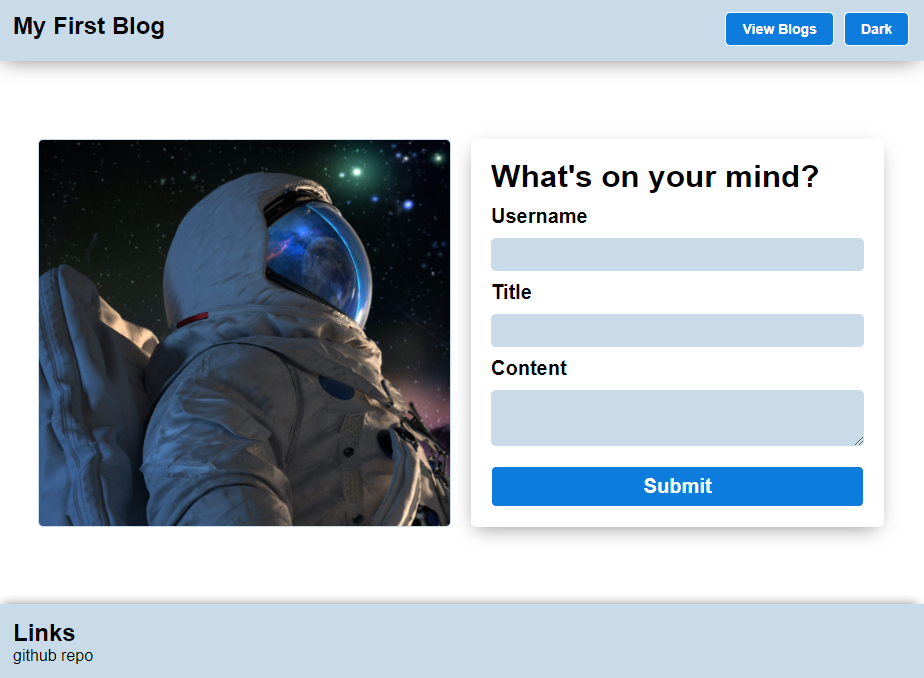 My First Blog
View Blogs
Dark
What's on your mind?
Username
Title
Content
Submit
Links
github repo